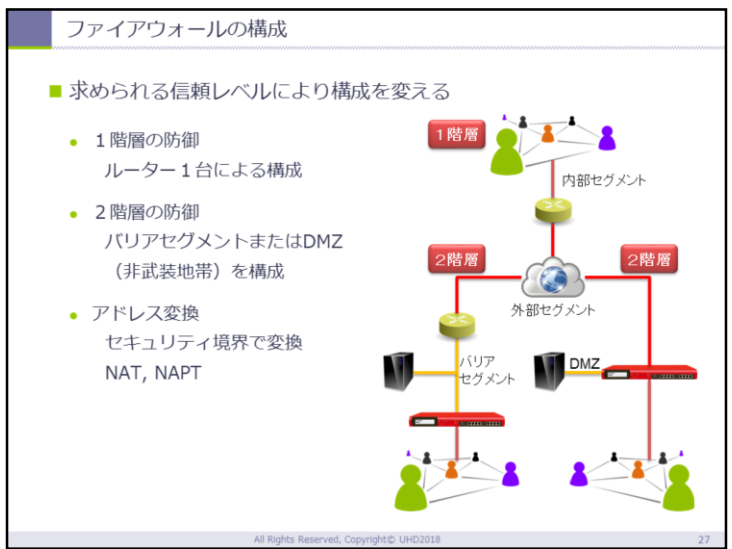 ファイアウォールの構成
求められる信頼レベルにより構成を変える
１階層の防御
ルーター１台による構成
２階層の防御
バリアセグメントまたはDMZ
（非武装地帯）を構成
アドレス変換
セキュリティ境界で変換
NAT, NAPT
１階層
内部セグメント
２階層
２階層
外部セグメント
バリア
セグメント
DMZ
All Rights Reserved, Copyright© UHD2018
27